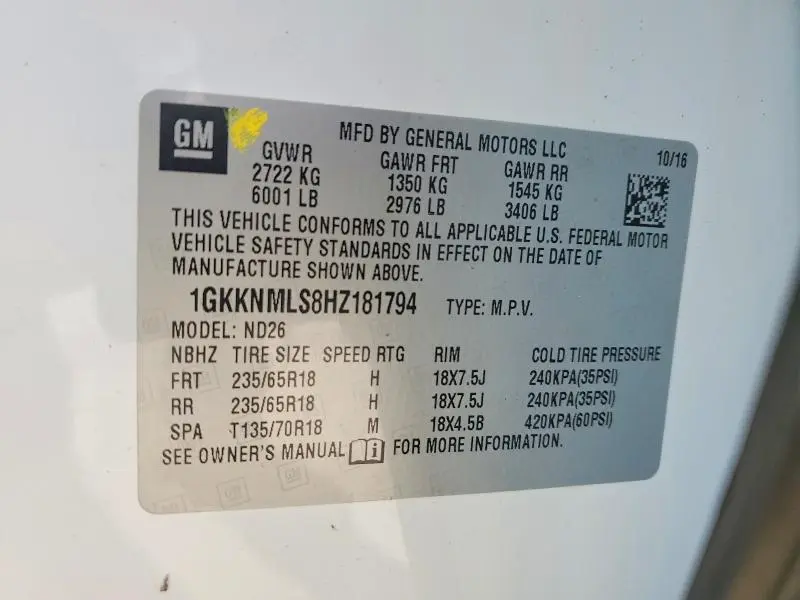 GM
MFD BY GENERAL MOTORS LLC
10/16
GVWR GAWR FRT GAWR RR
2722 KG 1350 KG 1545 KG
6001 LB 2976 LB 3406 LB
THIS VEHICLE CONFORMS TO ALL APPLICABLE U.S. FEDERAL MOTOR
VEHICLE SAFETY STANDARDS IN EFFECT ON THE DATE OF
MANUFACTURE SHOWN ABOVE.
1GKKNMLS8HZ181794 TYPE: M.P.V.
MODEL: ND26
NBHZ TIRE SIZE SPEED RTG RIM COLD TIRE PRESSURE
FRT 235/65R18 H 18X7.5J 240KPA(35PSI)
RR 235/65R18 H 18X7.5J 240KPA(35PSI)
SPA T135/70R18 M 18X4.5B 420KPA(60PSI)
SEE OWNER'S MANUAL i FOR MORE INFORMATION.